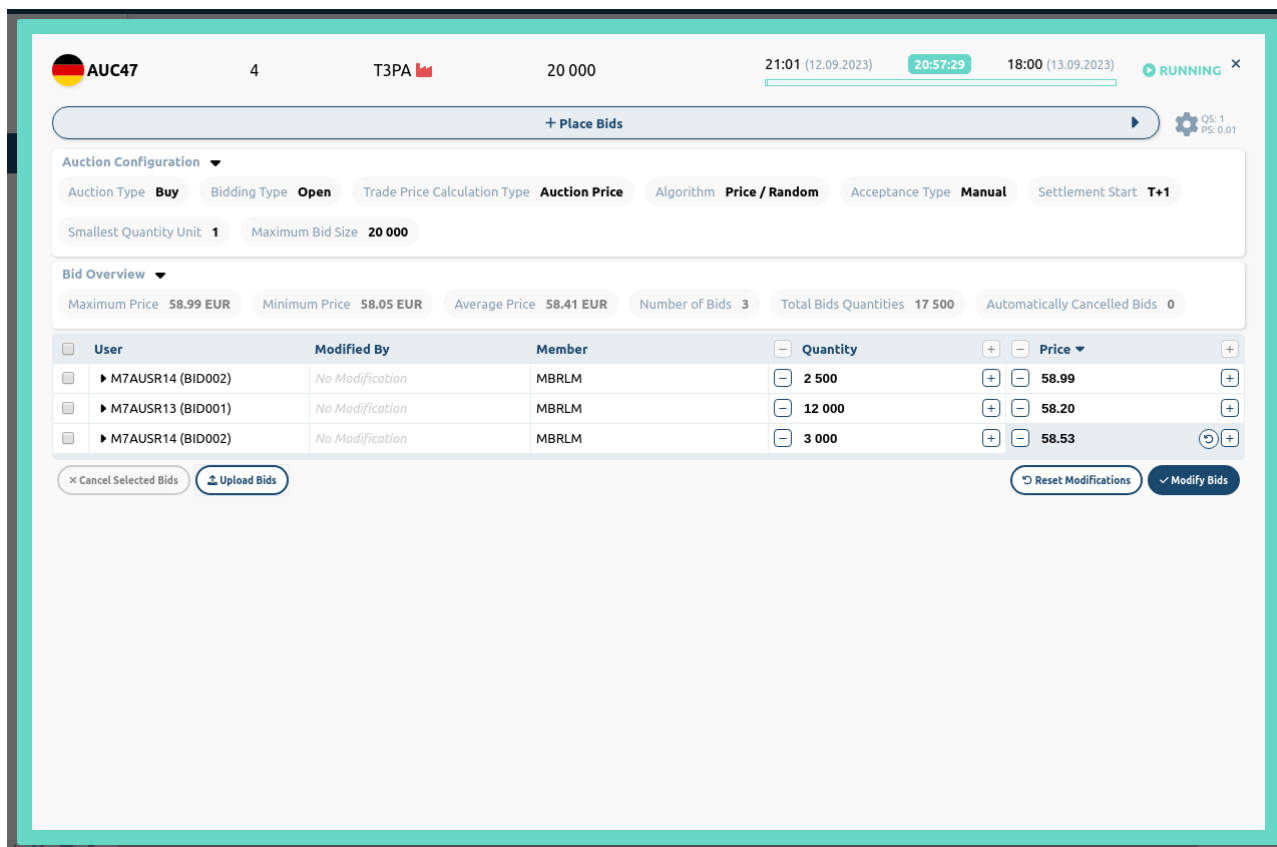 AUC47 4 T3PA 20 000 21:01 (12.09.2023) 20:57:29 18:00 (13.09.2023) RUNNING ×
+ Place Bids QS: 1
PS: 0.01
Auction Configuration
Auction Type Buy Bidding Type Open Trade Price Calculation Type Auction Price Algorithm Price / Random Acceptance Type Manual Settlement Start T+1
Smallest Quantity Unit 1 Maximum Bid Size 20 000
Bid Overview
Maximum Price 58.99 EUR Minimum Price 58.05 EUR Average Price 58.41 EUR Number of Bids 3 Total Bids Quantities 17 500 Automatically Cancelled Bids 0
User Modified By Member − Quantity + − Price +
M7AUSR14 (BID002) No Modification MBRLM − 2 500 + − 58.99 +
M7AUSR13 (BID001) No Modification MBRLM − 12 000 + − 58.20 +
M7AUSR14 (BID002) No Modification MBRLM − 3 000 + − 58.53 +
× Cancel Selected Bids Upload Bids Reset Modifications Modify Bids